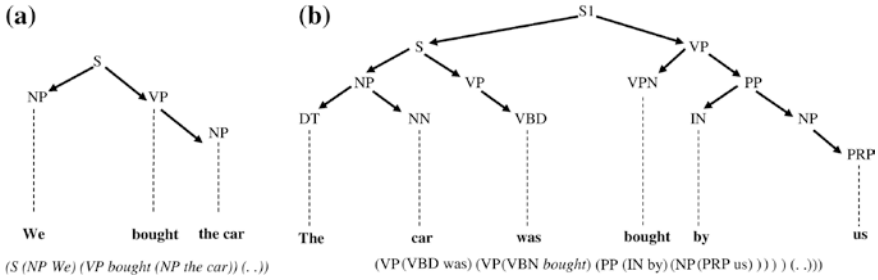 (a)
(b)
S1
S
VP
S
NP
VP
VPN
PP
NP
VP
DT
NN
VBD
IN
NP
NP
PRP
We
bought
the car
The
car
was
bought
by
us
(S (NP We) (VP bought (NP the car)) (. .))
(VP (VBD was) (VP (VBN bought) (PP (IN by) (NP (PRP us) ) ) ) ) (. .)))